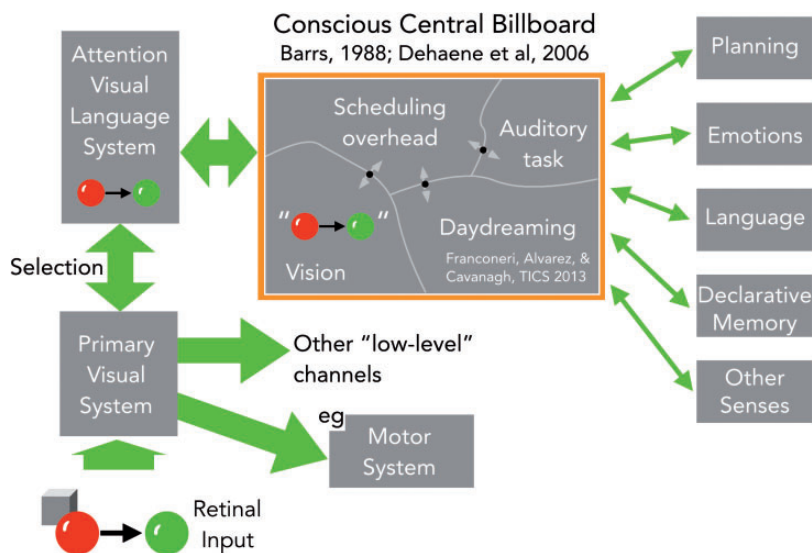 Conscious Central Billboard
Barrs, 1988; Dehaene et al, 2006
Attention
Visual
Language
System
Scheduling
overhead
Auditory
task
"
"
Vision
Daydreaming
Franconeri, Alvarez, &
Cavanagh, TICS 2013
Planning
Emotions
Language
Declarative
Memory
Other
Senses
Selection
Primary
Visual
System
Other “low-level”
channels
eg
Motor
System
Retinal
Input